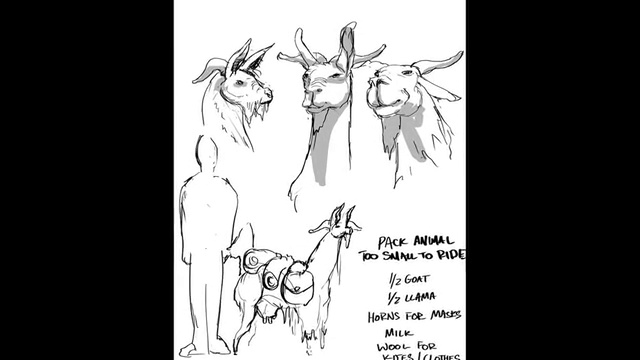 PACK ANIMAL
TOO SMALL TO RIDE
1/2 GOAT
1/2 LLAMA
HORNS FOR MASKS
MILK
WOOL FOR
KITES/CLOTHES